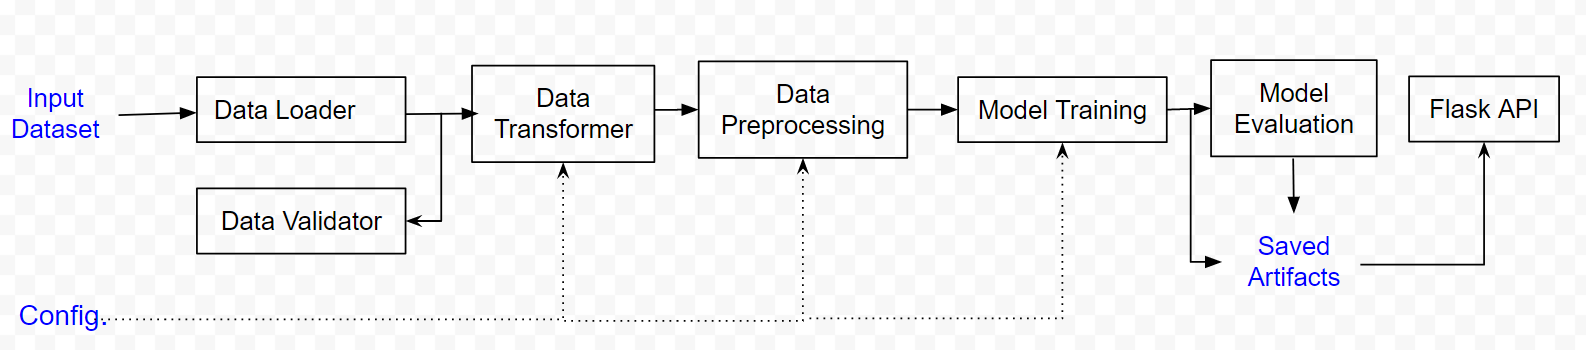 Input
Dataset
Data Loader
Data
Transformer
Data
Preprocessing
Model Training
Model
Evaluation
Flask API
Data Validator
Saved
Artifacts
Config.